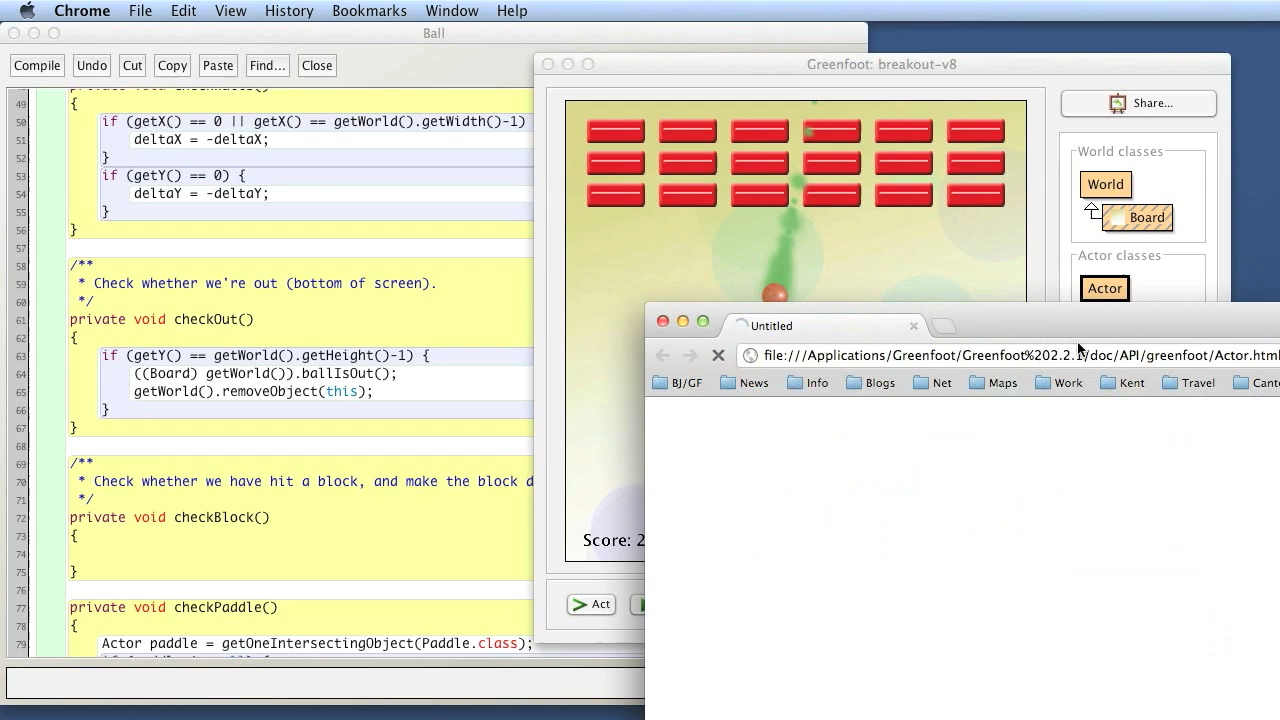 Chrome File Edit View History Bookmarks Window Help
Ball
Compile Undo Cut Copy Paste Find... Close
49 {
50 if (getX() == 0 || getX() == getWorld().getWidth()-1)
51 deltaX = -deltaX;
52 }
53 if (getY() == 0) {
54 deltaY = -deltaY;
55 }
56 }
57
58 /**
59 * Check whether we're out (bottom of screen).
60 */
61 private void checkOut()
62 {
63 if (getY() == getWorld().getHeight()-1) {
64 ((Board) getWorld()).ballIsOut();
65 getWorld().removeObject(this);
66 }
67 }
68
69 /**
70 * Check whether we have hit a block, and make the block d
71 */
72 private void checkBlock()
73 {
74
75 }
76
77 private void checkPaddle()
78 {
79 Actor paddle = getOneIntersectingObject(Paddle.class);
Greenfoot: breakout-v8
Share...
World classes
World
Board
Actor classes
Actor
Score: 2
Act
Untitled
file:///Applications/Greenfoot/Greenfoot%202.2.1/doc/API/greenfoot/Actor.html
BJ/GF News Info Blogs Net Maps Work Kent Travel Cante